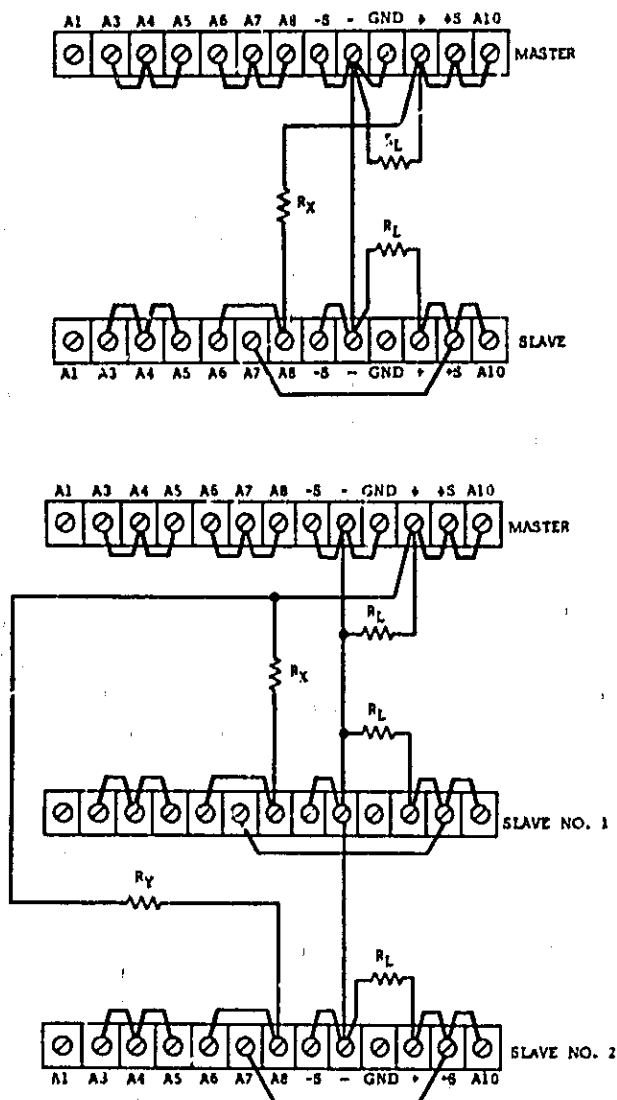 A1 A3 A4 A5 A6 A7 A8 -S - GND + +S A10
MASTER
RL
RX
RL
SLAVE
A1 A3 A4 A5 A6 A7 A8 -S - GND + +S A10
A1 A3 A4 A5 A6 A7 A8 -S - GND + +S A10
MASTER
RL
RX
RL
SLAVE NO. 1
RY
RL
SLAVE NO. 2
A1 A3 A4 A5 A6 A7 A8 -S - GND + +S A10